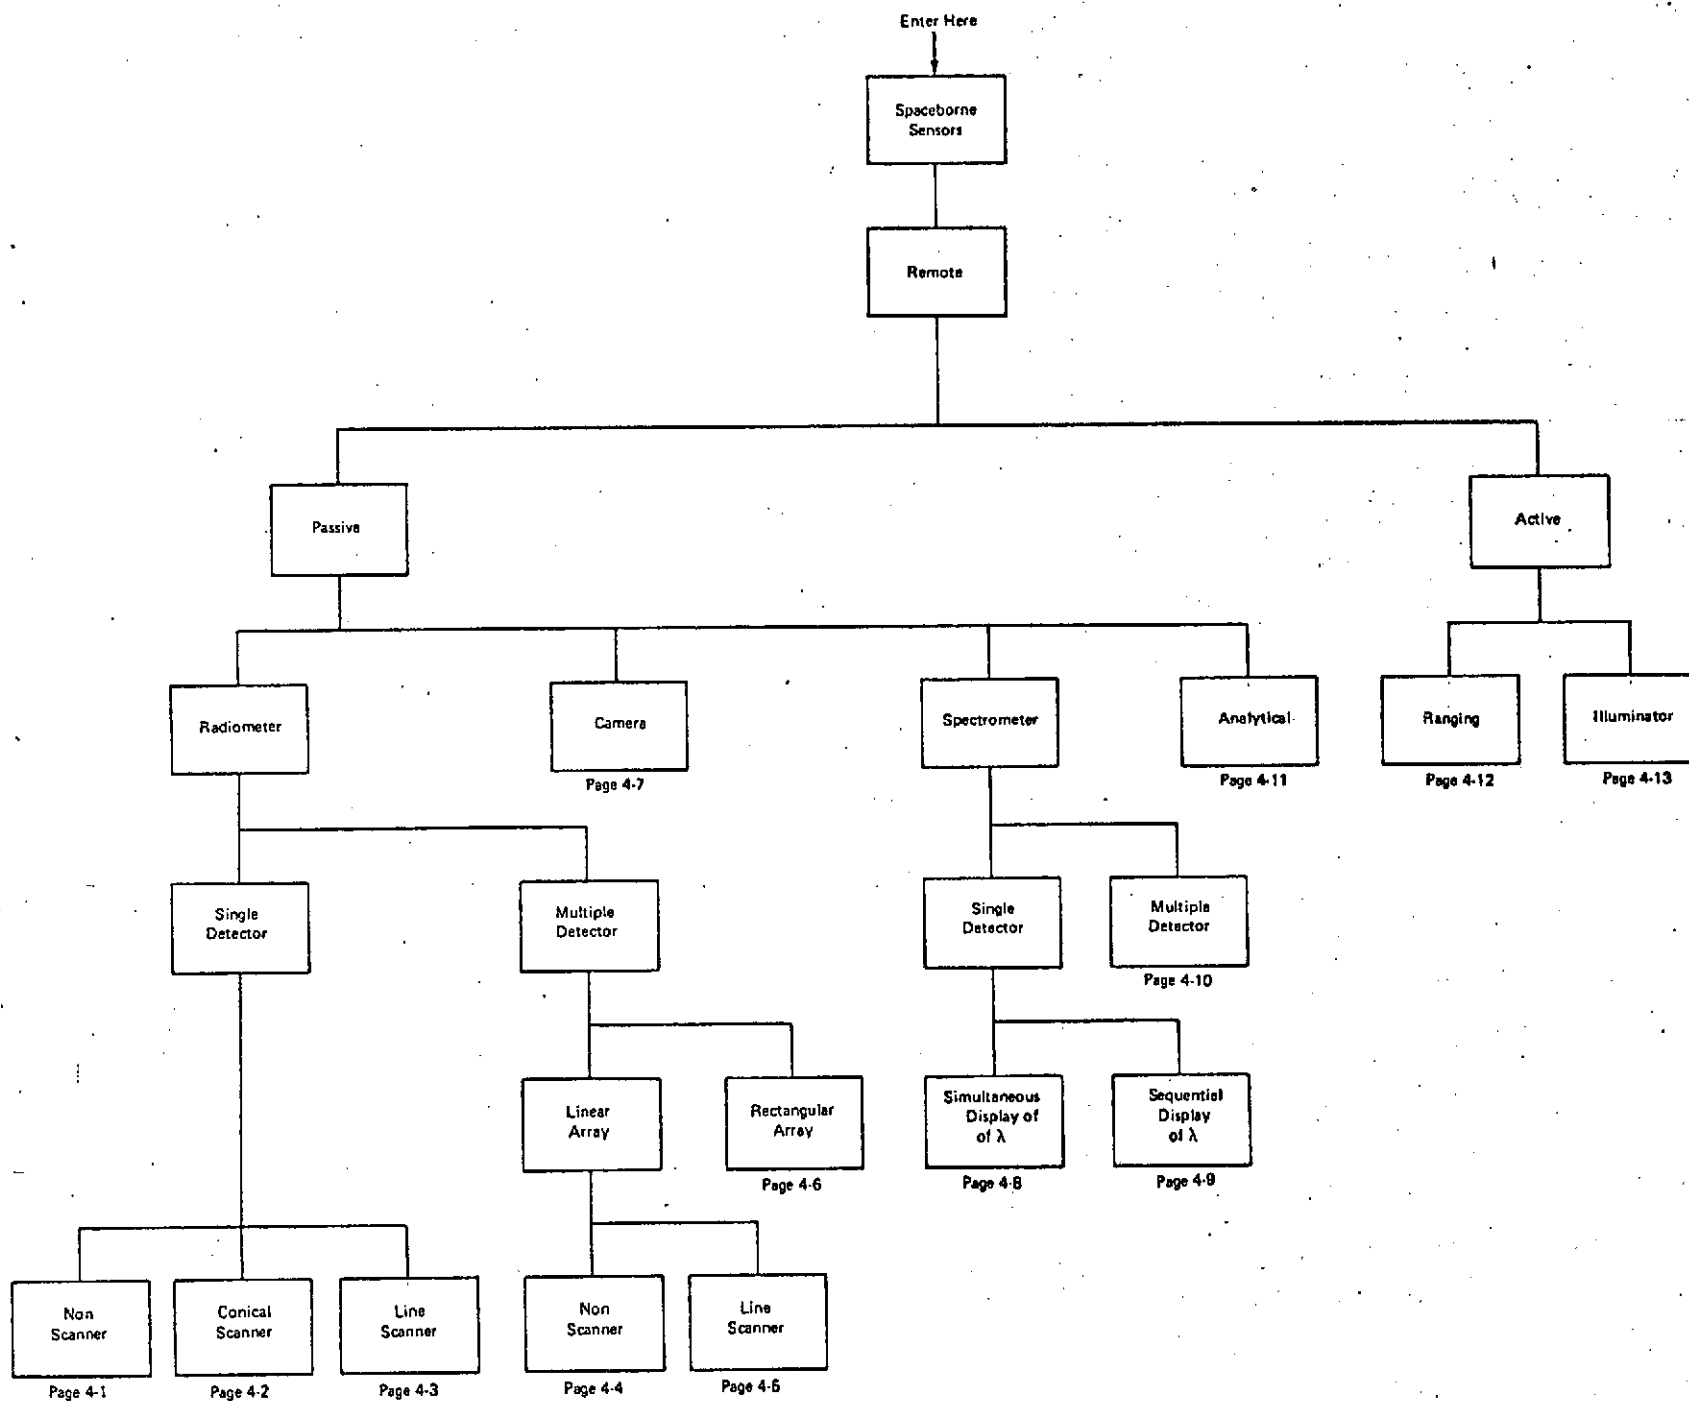 Enter Here
Spaceborne
Sensors
Remote
Passive
Active
Radiometer
Camera
Page 4-7
Spectrometer
Analytical
Page 4-11
Ranging
Page 4-12
Illuminator
Page 4-13
Single
Detector
Multiple
Detector
Single
Detector
Multiple
Detector
Page 4-10
Linear
Array
Rectangular
Array
Page 4-6
Simultaneous
Display of
of λ
Page 4-8
Sequential
Display
of λ
Page 4-9
Non
Scanner
Page 4-1
Conical
Scanner
Page 4-2
Line
Scanner
Page 4-3
Non
Scanner
Page 4-4
Line
Scanner
Page 4-5